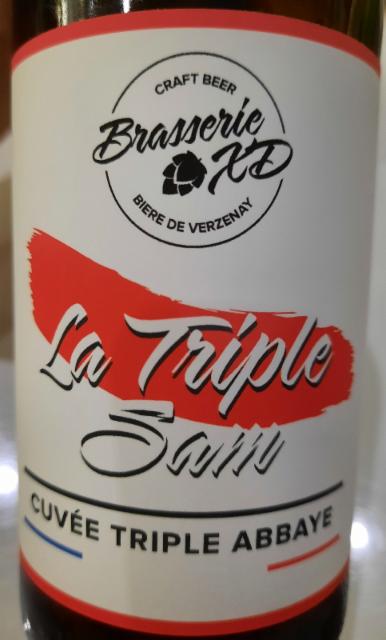 CRAFT BEER
Brasserie
XD
BIERE DE VERZENAY
La Triple
Sam
CUVÉE TRIPLE ABBAYE